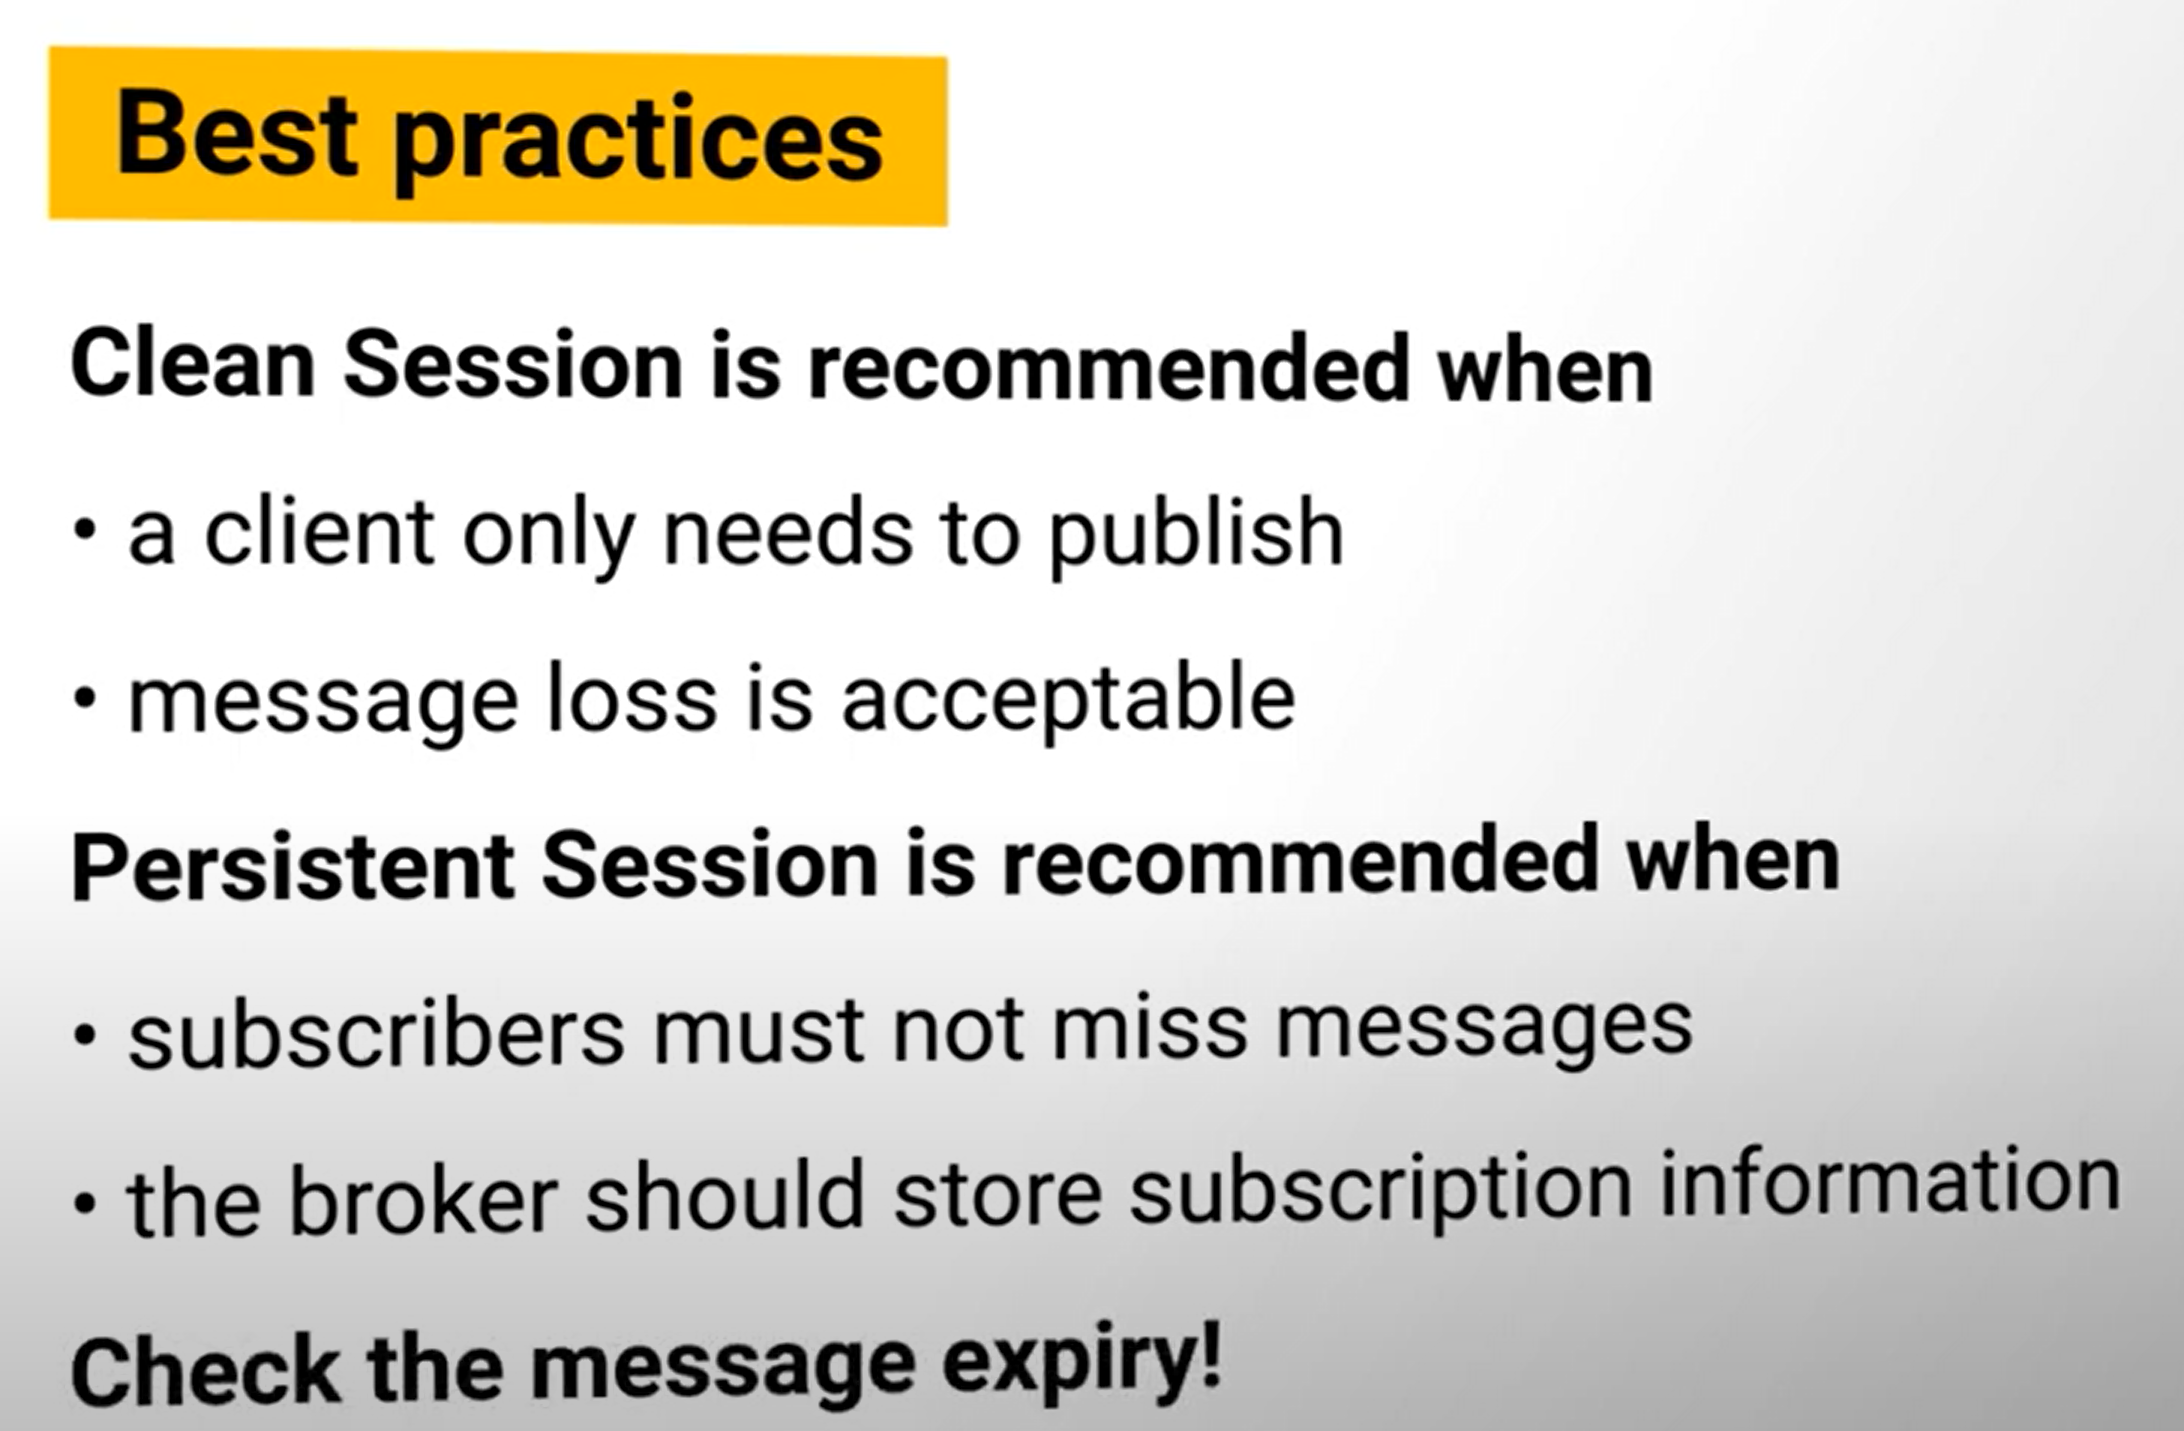 Best practices
Clean Session is recommended when
• a client only needs to publish
• message loss is acceptable
Persistent Session is recommended when
• subscribers must not miss messages
• the broker should store subscription information
Check the message expiry!